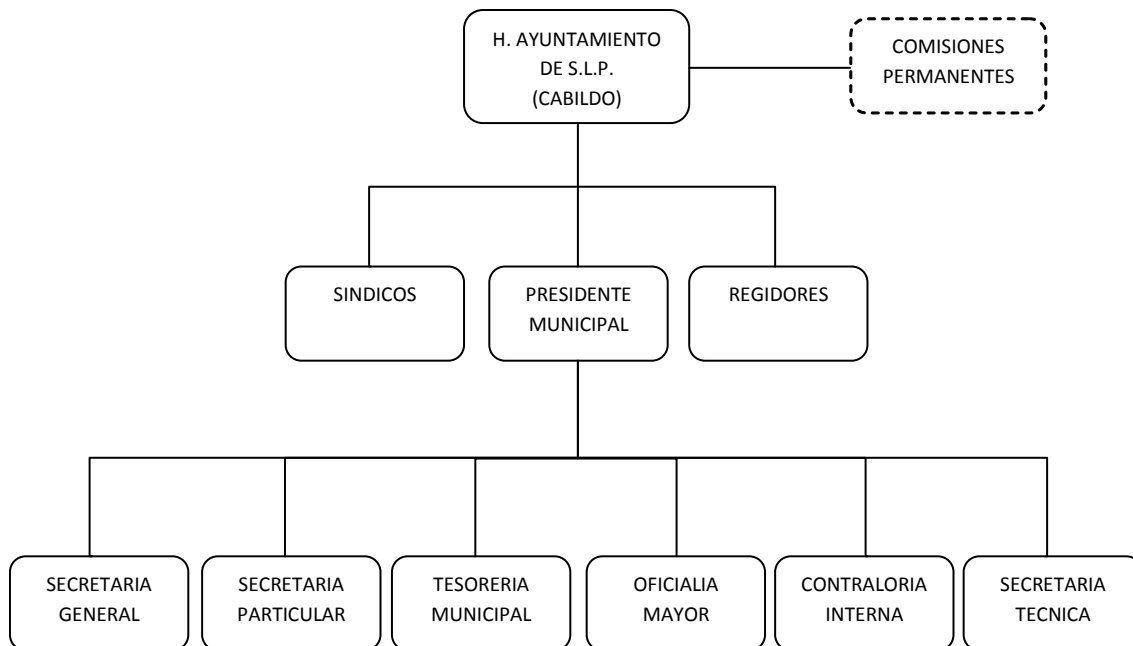 H. AYUNTAMIENTO
DE S.L.P.
(CABILDO)
COMISIONES
PERMANENTES
SINDICOS
PRESIDENTE
MUNICIPAL
REGIDORES
SECRETARIA
GENERAL
SECRETARIA
PARTICULAR
TESORERIA
MUNICIPAL
OFICIALIA
MAYOR
CONTRALORIA
INTERNA
SECRETARIA
TECNICA